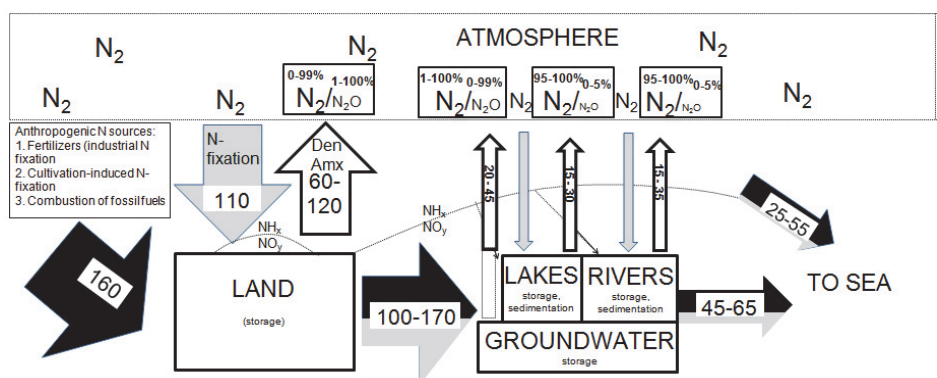 ATMOSPHERE
N₂
N₂
N₂
N₂
N₂
N₂
0-99% 1-100%
N₂/N₂O
1-100% 0-99%
N₂/N₂O
N₂
95-100% 0-5%
N₂/N₂O
N₂
95-100% 0-5%
N₂/N₂O
Anthropogenic N sources:
1. Fertilizers (industrial N
fixation
2. Cultivation-induced N-
fixation
3. Combustion of fossil fuels
N-
fixation
110
Den
Amx
60-
120
20 - 45
15 - 30
15 - 35
25-55
NHₓ
NOᵧ
NHₓ
NOᵧ
160
LAND
(storage)
100-170
LAKES
storage,
sedimentation
RIVERS
storage,
sedimentation
GROUNDWATER
storage
45-65
TO SEA